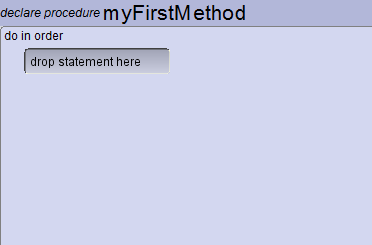 declare procedure myFirstMethod
do in order
drop statement here